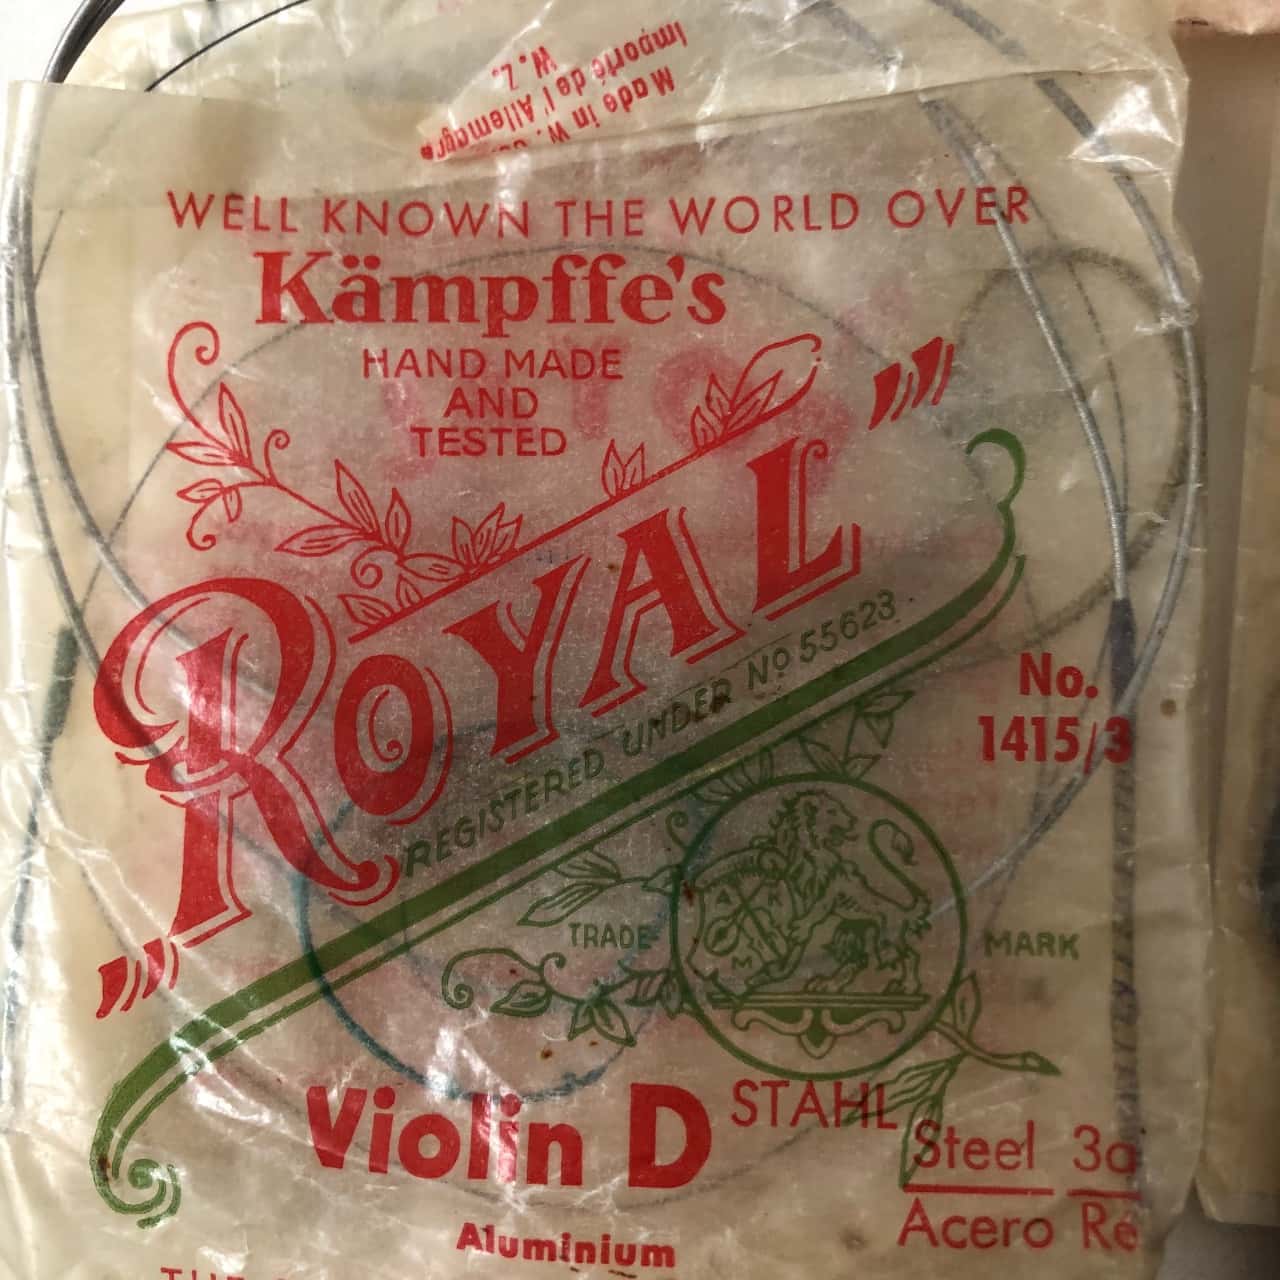 Made in W.
Importé de l'Allemagne
W. Z.
WELL KNOWN THE WORLD OVER
Kämpffe's
HAND MADE
AND
TESTED
"ROYAL"
REGISTERED UNDER No 55623
No.
1415/3
TRADE MARK
Violin D STAHL
Steel 3a
Acero Re
Aluminium